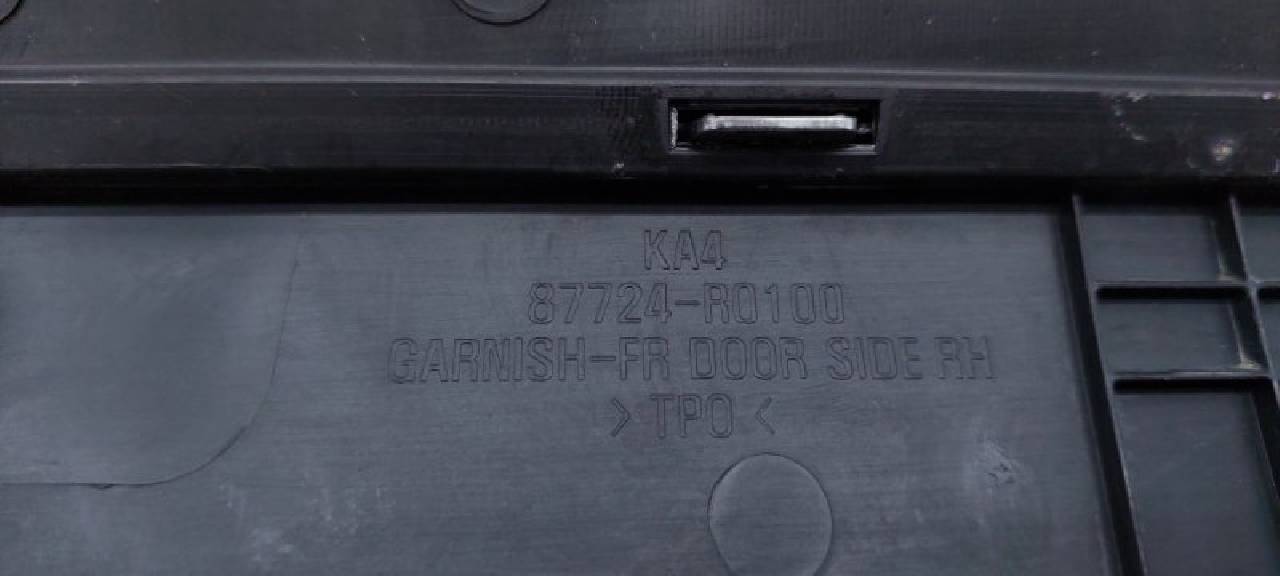 KA4
87724-R0100
GARNISH-FR DOOR SIDE RH
>TPO<